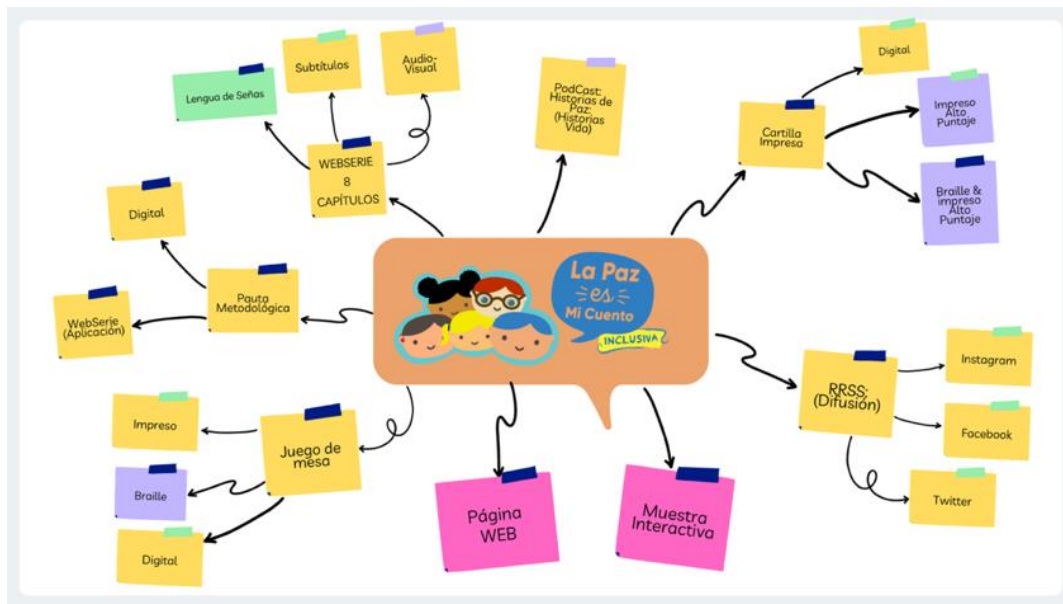 Lengua de Señas
Subtítulos
Audio-
Visual
WEBSERIE
8
CAPÍTULOS
PodCast:
Historias de
Paz:
(Historias
Vida)
Digital
Cartilla
Impresa
Impreso
Alto
Puntaje
Braille &
impreso
Alto
Puntaje
Digital
Pauta
Metodológica
WebSerie
(Aplicación)
La Paz
es
Mi Cuento
INCLUSIVA
Instagram
RRSS:
(Difusión)
Facebook
Twitter
Impreso
Juego de
mesa
Braille
Digital
Página
WEB
Muestra
Interactiva